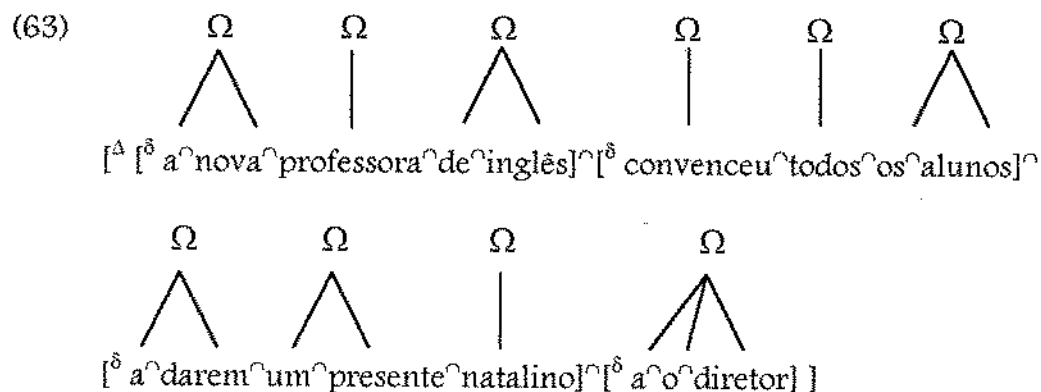 (63) Ω Ω Ω Ω Ω Ω
[Δ [δ a⌒nova⌒professora⌒de⌒inglês]⌒[δ convenceu⌒todos⌒os⌒alunos]⌒
Ω Ω Ω Ω
[δ a⌒darem⌒um⌒presente⌒natalino]⌒[δ a⌒o⌒diretor] ]